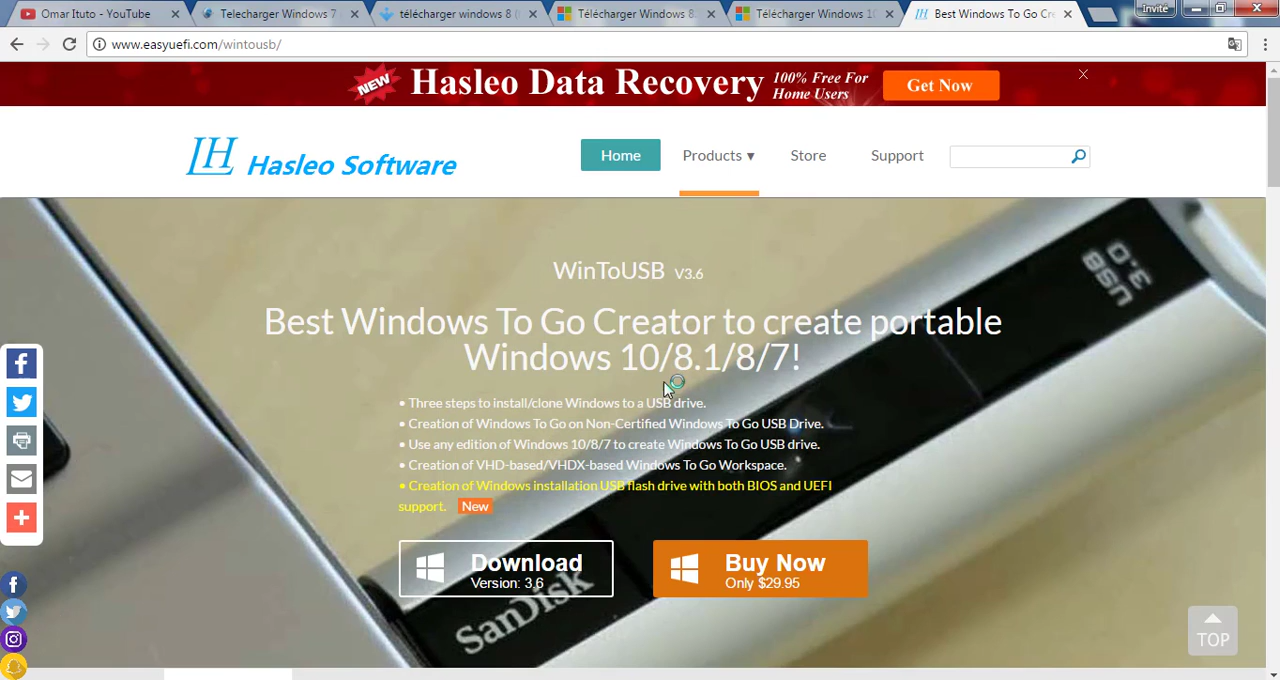 Omar Ituto - YouTube
Telecharger Windows 7
télécharger windows 8 (
Télécharger Windows 8.
Télécharger Windows 10
Best Windows To Go Cre
Invité
www.easyuefi.com/wintousb/
NEW
Hasleo Data Recovery
100% Free For
Home Users
Get Now
IH Hasleo Software
Home
Products ▾
Store
Support
WinToUSB V3.6
Best Windows To Go Creator to create portable
Windows 10/8.1/8/7!
• Three steps to install/clone Windows to a USB drive.
• Creation of Windows To Go on Non-Certified Windows To Go USB Drive.
• Use any edition of Windows 10/8/7 to create Windows To Go USB drive.
• Creation of VHD-based/VHDX-based Windows To Go Workspace.
• Creation of Windows installation USB flash drive with both BIOS and UEFI
support. New
Download
Version: 3.6
Buy Now
Only $29.95
SanDisk
USB
3.0
TOP